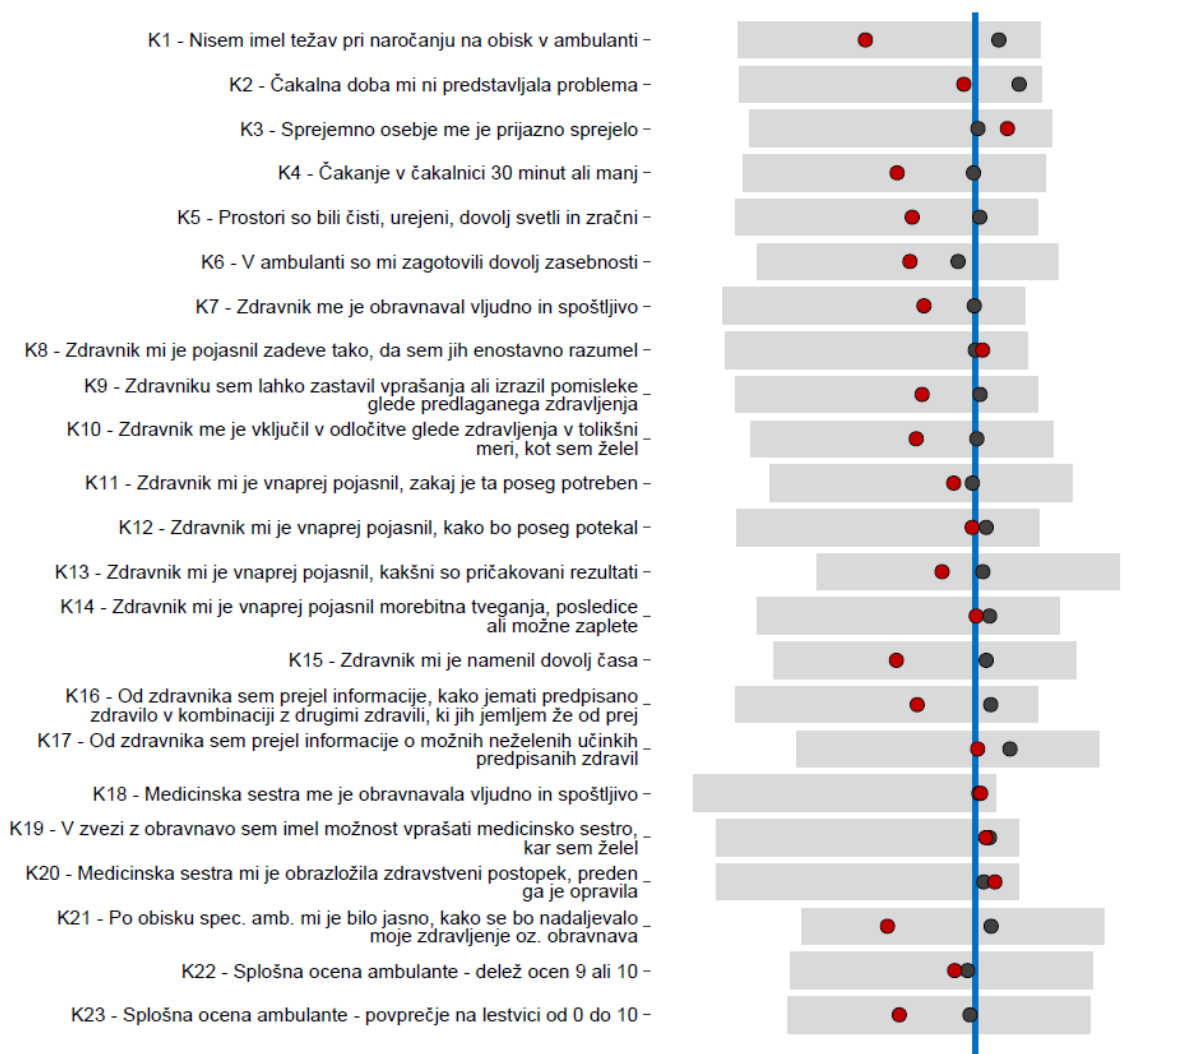 K1 - Nisem imel težav pri naročanju na obisk v ambulanti
K2 - Čakalna doba mi ni predstavljala problema
K3 - Sprejemno osebje me je prijazno sprejelo
K4 - Čakanje v čakalnici 30 minut ali manj
K5 - Prostori so bili čisti, urejeni, dovolj svetli in zračni
K6 - V ambulanti so mi zagotovili dovolj zasebnosti
K7 - Zdravnik me je obravnaval vljudno in spoštljivo
K8 - Zdravnik mi je pojasnil zadeve tako, da sem jih enostavno razumel
K9 - Zdravniku sem lahko zastavil vprašanja ali izrazil pomisleke
glede predlaganega zdravljenja
K10 - Zdravnik me je vključil v odločitve glede zdravljenja v tolikšni
meri, kot sem želel
K11 - Zdravnik mi je vnaprej pojasnil, zakaj je ta poseg potreben
K12 - Zdravnik mi je vnaprej pojasnil, kako bo poseg potekal
K13 - Zdravnik mi je vnaprej pojasnil, kakšni so pričakovani rezultati
K14 - Zdravnik mi je vnaprej pojasnil morebitna tveganja, posledice
ali možne zaplete
K15 - Zdravnik mi je namenil dovolj časa
K16 - Od zdravnika sem prejel informacije, kako jemati predpisano
zdravilo v kombinaciji z drugimi zdravili, ki jih jemljem že od prej
K17 - Od zdravnika sem prejel informacije o možnih neželenih učinkih
predpisanih zdravil
K18 - Medicinska sestra me je obravnavala vljudno in spoštljivo
K19 - V zvezi z obravnavo sem imel možnost vprašati medicinsko sestro,
kar sem želel
K20 - Medicinska sestra mi je obrazložila zdravstveni postopek, preden
ga je opravila
K21 - Po obisku spec. amb. mi je bilo jasno, kako se bo nadaljevalo
moje zdravljenje oz. obravnava
K22 - Splošna ocena ambulante - delež ocen 9 ali 10
K23 - Splošna ocena ambulante - povprečje na lestvici od 0 do 10